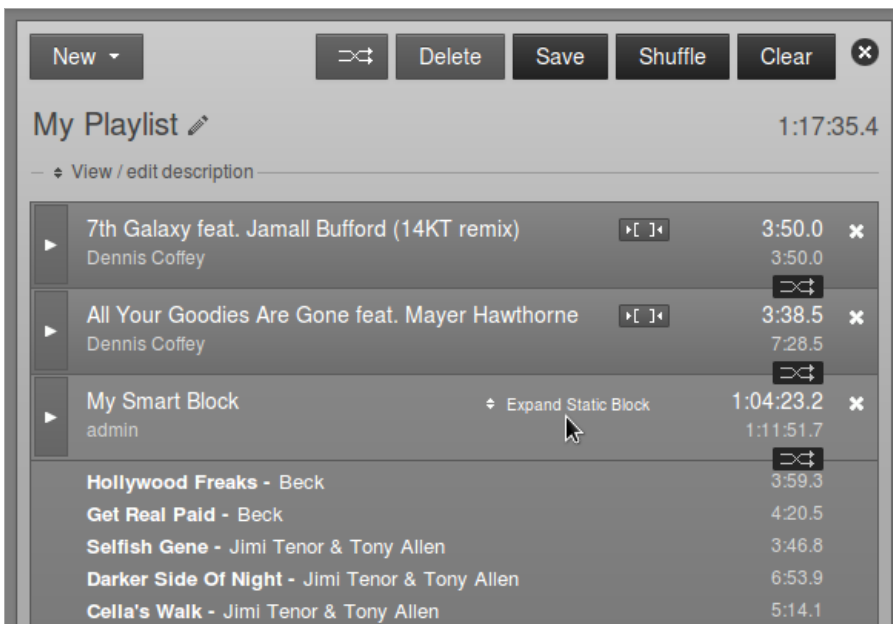 New
Delete
Save
Shuffle
Clear
My Playlist
1:17:35.4
View / edit description
7th Galaxy feat. Jamall Bufford (14KT remix)
3:50.0
Dennis Coffey
3:50.0
All Your Goodies Are Gone feat. Mayer Hawthorne
3:38.5
Dennis Coffey
7:28.5
My Smart Block
Expand Static Block
1:04:23.2
admin
1:11:51.7
Hollywood Freaks - Beck
3:59.3
Get Real Paid - Beck
4:20.5
Selfish Gene - Jimi Tenor & Tony Allen
3:46.8
Darker Side Of Night - Jimi Tenor & Tony Allen
6:53.9
Cella's Walk - Jimi Tenor & Tony Allen
5:14.1